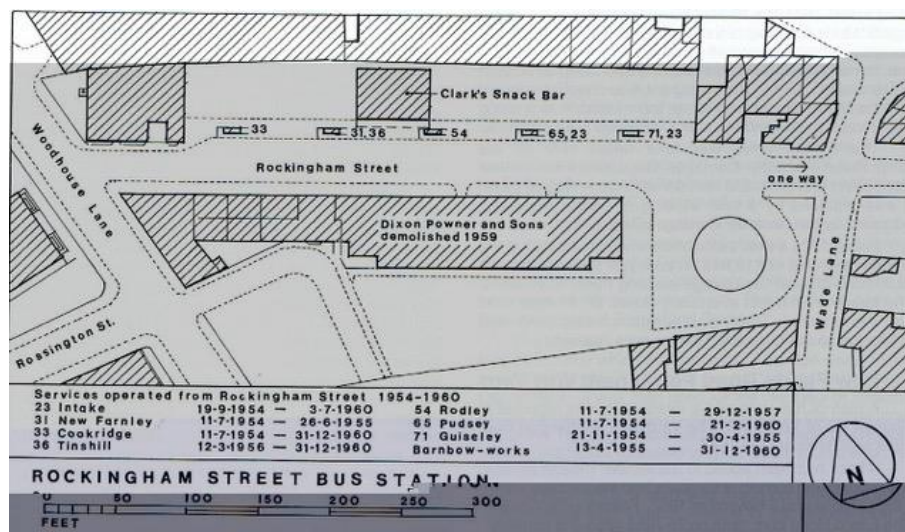 Clark's Snack Bar
33
31,36
54
65,23
71,23
Woodhouse Lane
Rockingham Street
one way
Dixon Powner and Sons
demolished 1959
Wade Lane
Rossington St.
Services operated from Rockingham Street 1954-1960
23 Intake 19-9-1954 — 3-7-1960 54 Rodley 11-7-1954 — 29-12-1957
31 New Farnley 11-7-1954 — 26-6-1955 65 Pudsey 11-7-1954 — 21-2-1960
33 Cookridge 11-7-1954 — 31-12-1960 71 Guiseley 21-11-1954 — 30-4-1955
36 Tinshill 12-3-1956 — 31-12-1960 Barnbow-works 13-4-1955 — 31-12-1960
ROCKINGHAM STREET BUS STATION
N
50 100 150 200 250 300
FEET